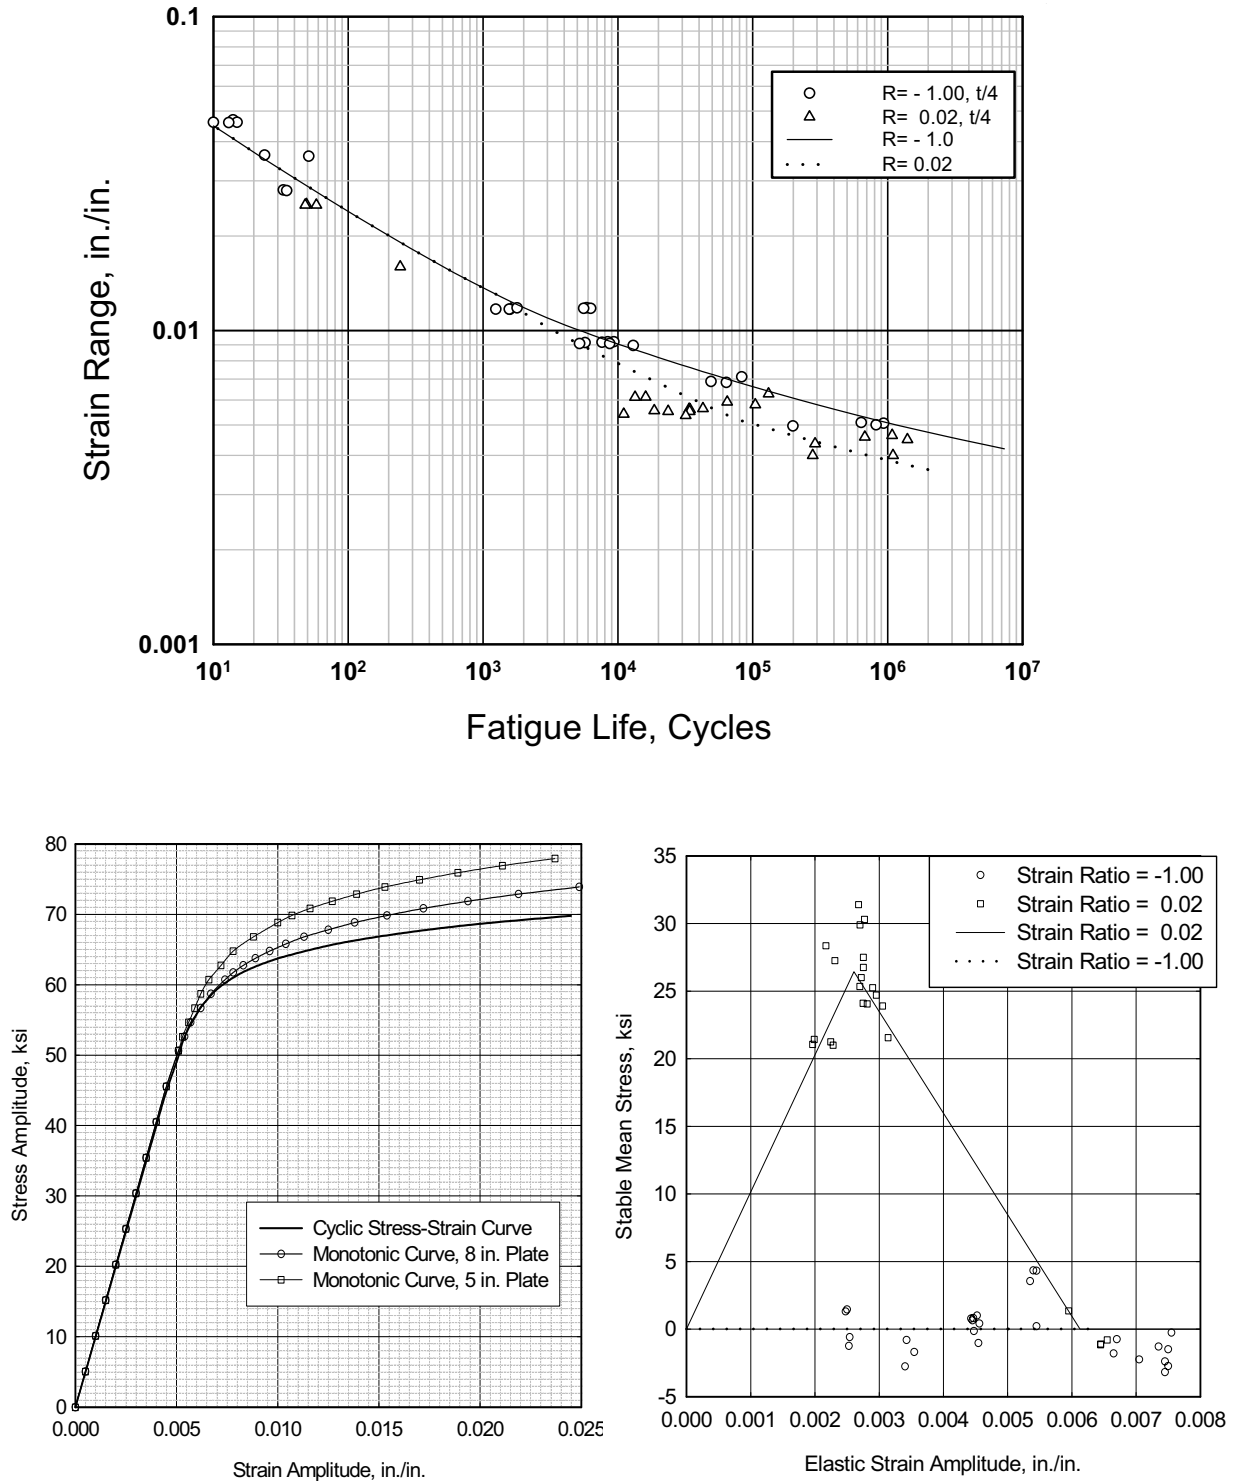 0.1
R= - 1.00, t/4
R= 0.02, t/4
R= - 1.0
R= 0.02
Strain Range, in./in.
0.01
0.001
10¹ 10² 10³ 10⁴ 10⁵ 10⁶ 10⁷
Fatigue Life, Cycles
80
70
60
50
40
30
20
10
0
Stress Amplitude, ksi
Cyclic Stress-Strain Curve
Monotonic Curve, 8 in. Plate
Monotonic Curve, 5 in. Plate
0.000 0.005 0.010 0.015 0.020 0.025
Strain Amplitude, in./in.
35
30
25
20
15
10
5
0
-5
Stable Mean Stress, ksi
Strain Ratio = -1.00
Strain Ratio = 0.02
Strain Ratio = 0.02
Strain Ratio = -1.00
0.000 0.001 0.002 0.003 0.004 0.005 0.006 0.007 0.008
Elastic Strain Amplitude, in./in.